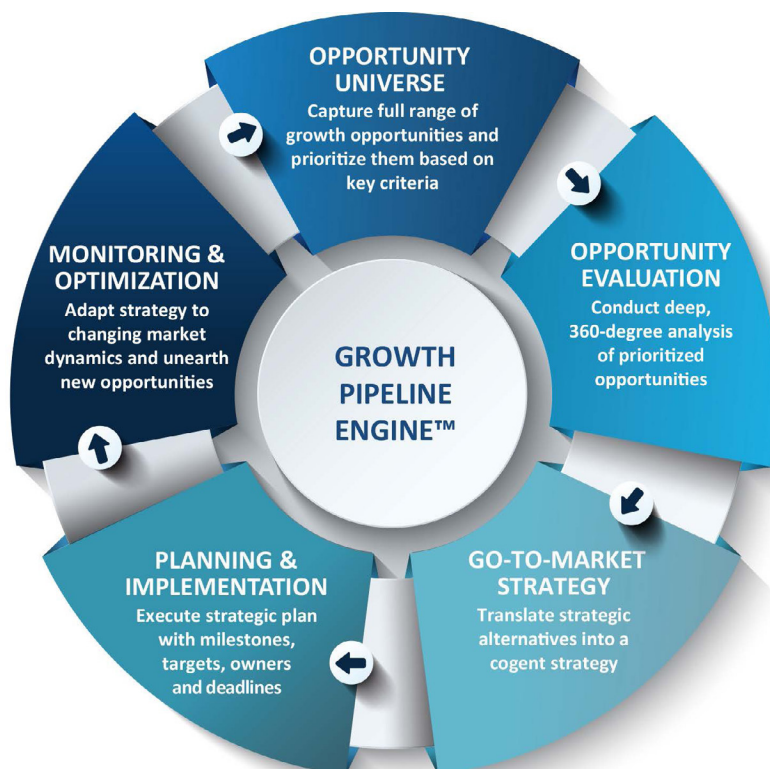 OPPORTUNITY
UNIVERSE
Capture full range of
growth opportunities and
prioritize them based on
key criteria
OPPORTUNITY
EVALUATION
Conduct deep,
360-degree analysis
of prioritized
opportunities
GO-TO-MARKET
STRATEGY
Translate strategic
alternatives into a
cogent strategy
PLANNING &
IMPLEMENTATION
Execute strategic plan
with milestones,
targets, owners
and deadlines
MONITORING &
OPTIMIZATION
Adapt strategy to
changing market
dynamics and unearth
new opportunities
GROWTH
PIPELINE
ENGINE™